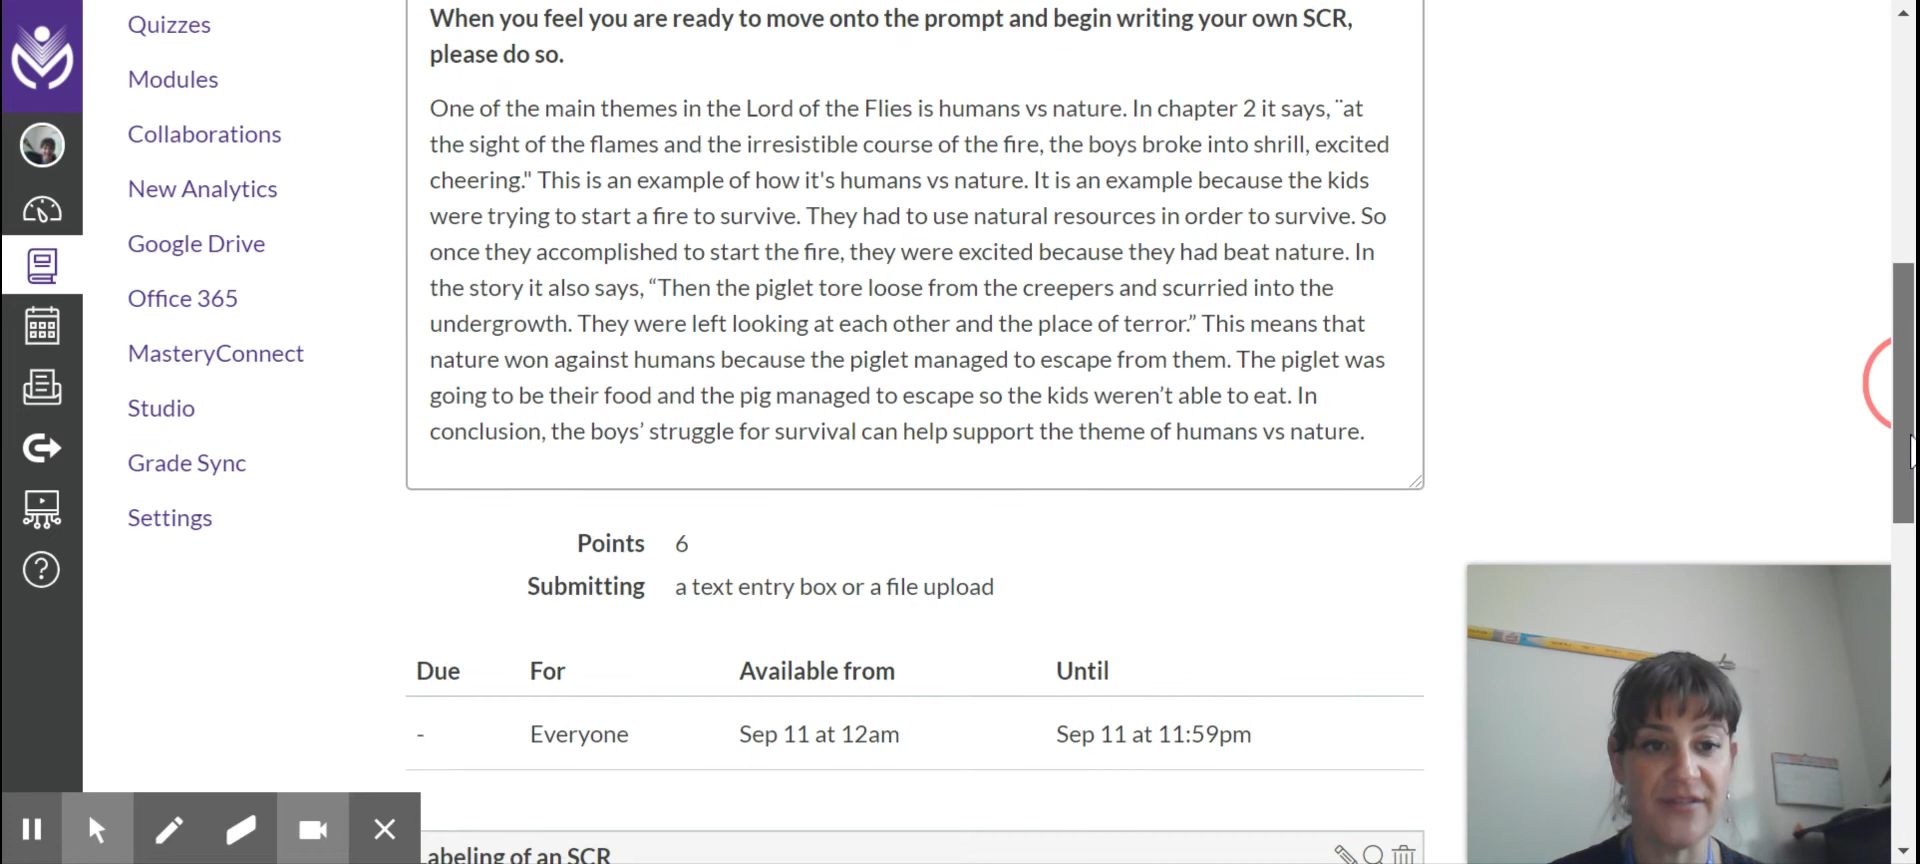 Quizzes
Modules
Collaborations
New Analytics
Google Drive
Office 365
MasteryConnect
Studio
Grade Sync
Settings
When you feel you are ready to move onto the prompt and begin writing your own SCR,
please do so.
One of the main themes in the Lord of the Flies is humans vs nature. In chapter 2 it says, ¨at
the sight of the flames and the irresistible course of the fire, the boys broke into shrill, excited
cheering." This is an example of how it's humans vs nature. It is an example because the kids
were trying to start a fire to survive. They had to use natural resources in order to survive. So
once they accomplished to start the fire, they were excited because they had beat nature. In
the story it also says, “Then the piglet tore loose from the creepers and scurried into the
undergrowth. They were left looking at each other and the place of terror.” This means that
nature won against humans because the piglet managed to escape from them. The piglet was
going to be their food and the pig managed to escape so the kids weren’t able to eat. In
conclusion, the boys’ struggle for survival can help support the theme of humans vs nature.
Points 6
Submitting a text entry box or a file upload
Due For Available from Until
- Everyone Sep 11 at 12am Sep 11 at 11:59pm
abeling of an SCR